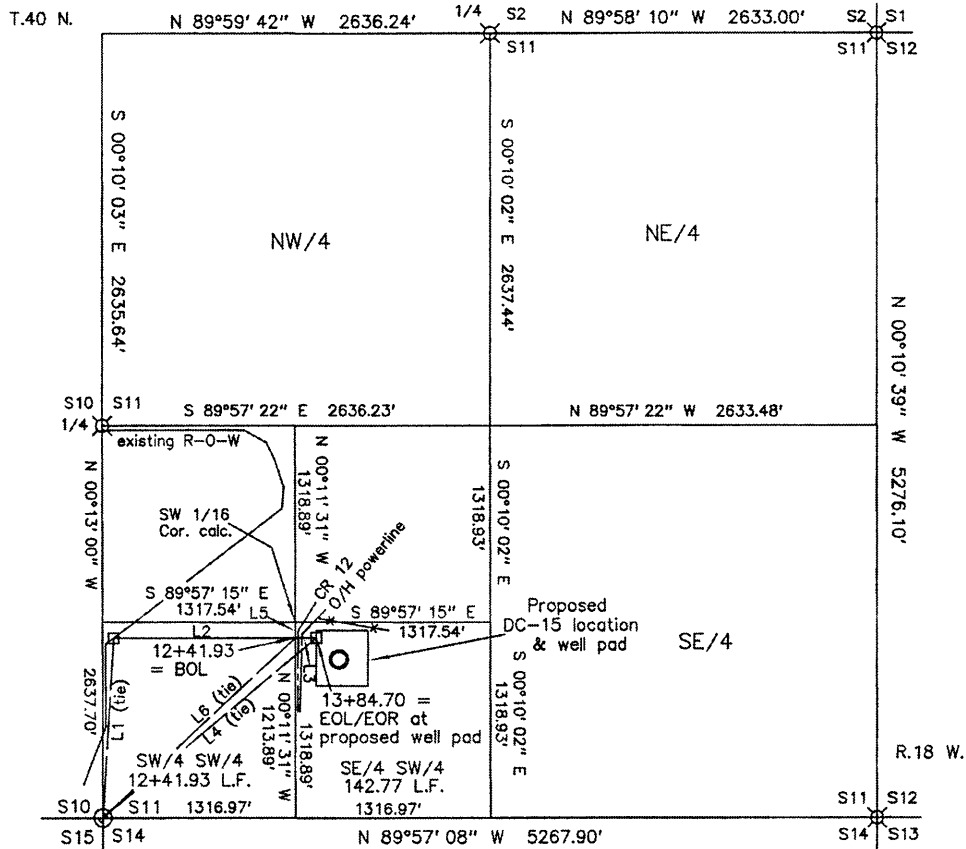 T.40 N.
N 89°59' 42" W 2636.24'
1/4
S2
N 89°58' 10" W 2633.00'
S2
S1
S11
S11
S12
S 00°10' 03" E 2635.64'
S 00°10' 02" E 2637.44'
NW/4
NE/4
N 00°10' 39" W 5276.10'
S10
S11
S 89°57' 22" E 2636.23'
N 89°57' 22" W 2633.48'
1/4
existing R-O-W
N 00°13' 00" W 2637.70'
N 00°11' 31" W 1318.89'
S 00°10' 02" E 1318.93'
SW 1/16
Cor. calc.
CR 12
O/H powerline
S 89°57' 15" E
1317.54'
L5
S 89°57' 15" E
1317.54'
Proposed
DC-15 location
& well pad
L2
12+41.93
= BOL
L3
SE/4
L1 (tie)
L6 (tie)
L4 (tie)
N 00°11' 31" W
1213.89'
1318.89'
13+84.70 =
EOL/EOR at
proposed well pad
S 00°10' 02" E
1318.93'
SW/4 SW/4
12+41.93 L.F.
SE/4 SW/4
142.77 L.F.
R.18 W.
S10
S11
1316.97'
1316.97'
S11
S12
S15
S14
N 89°57' 08" W 5267.90'
S14
S13